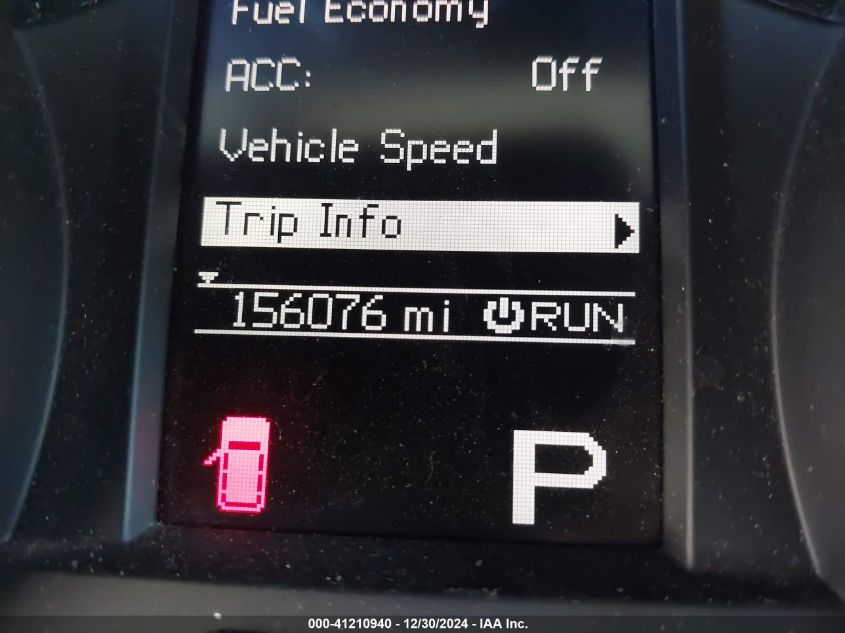 Fuel Economy
ACC: Off
Vehicle Speed
Trip Info
156076 mi RUN
P
000-41210940 - 12/30/2024 - IAA Inc.